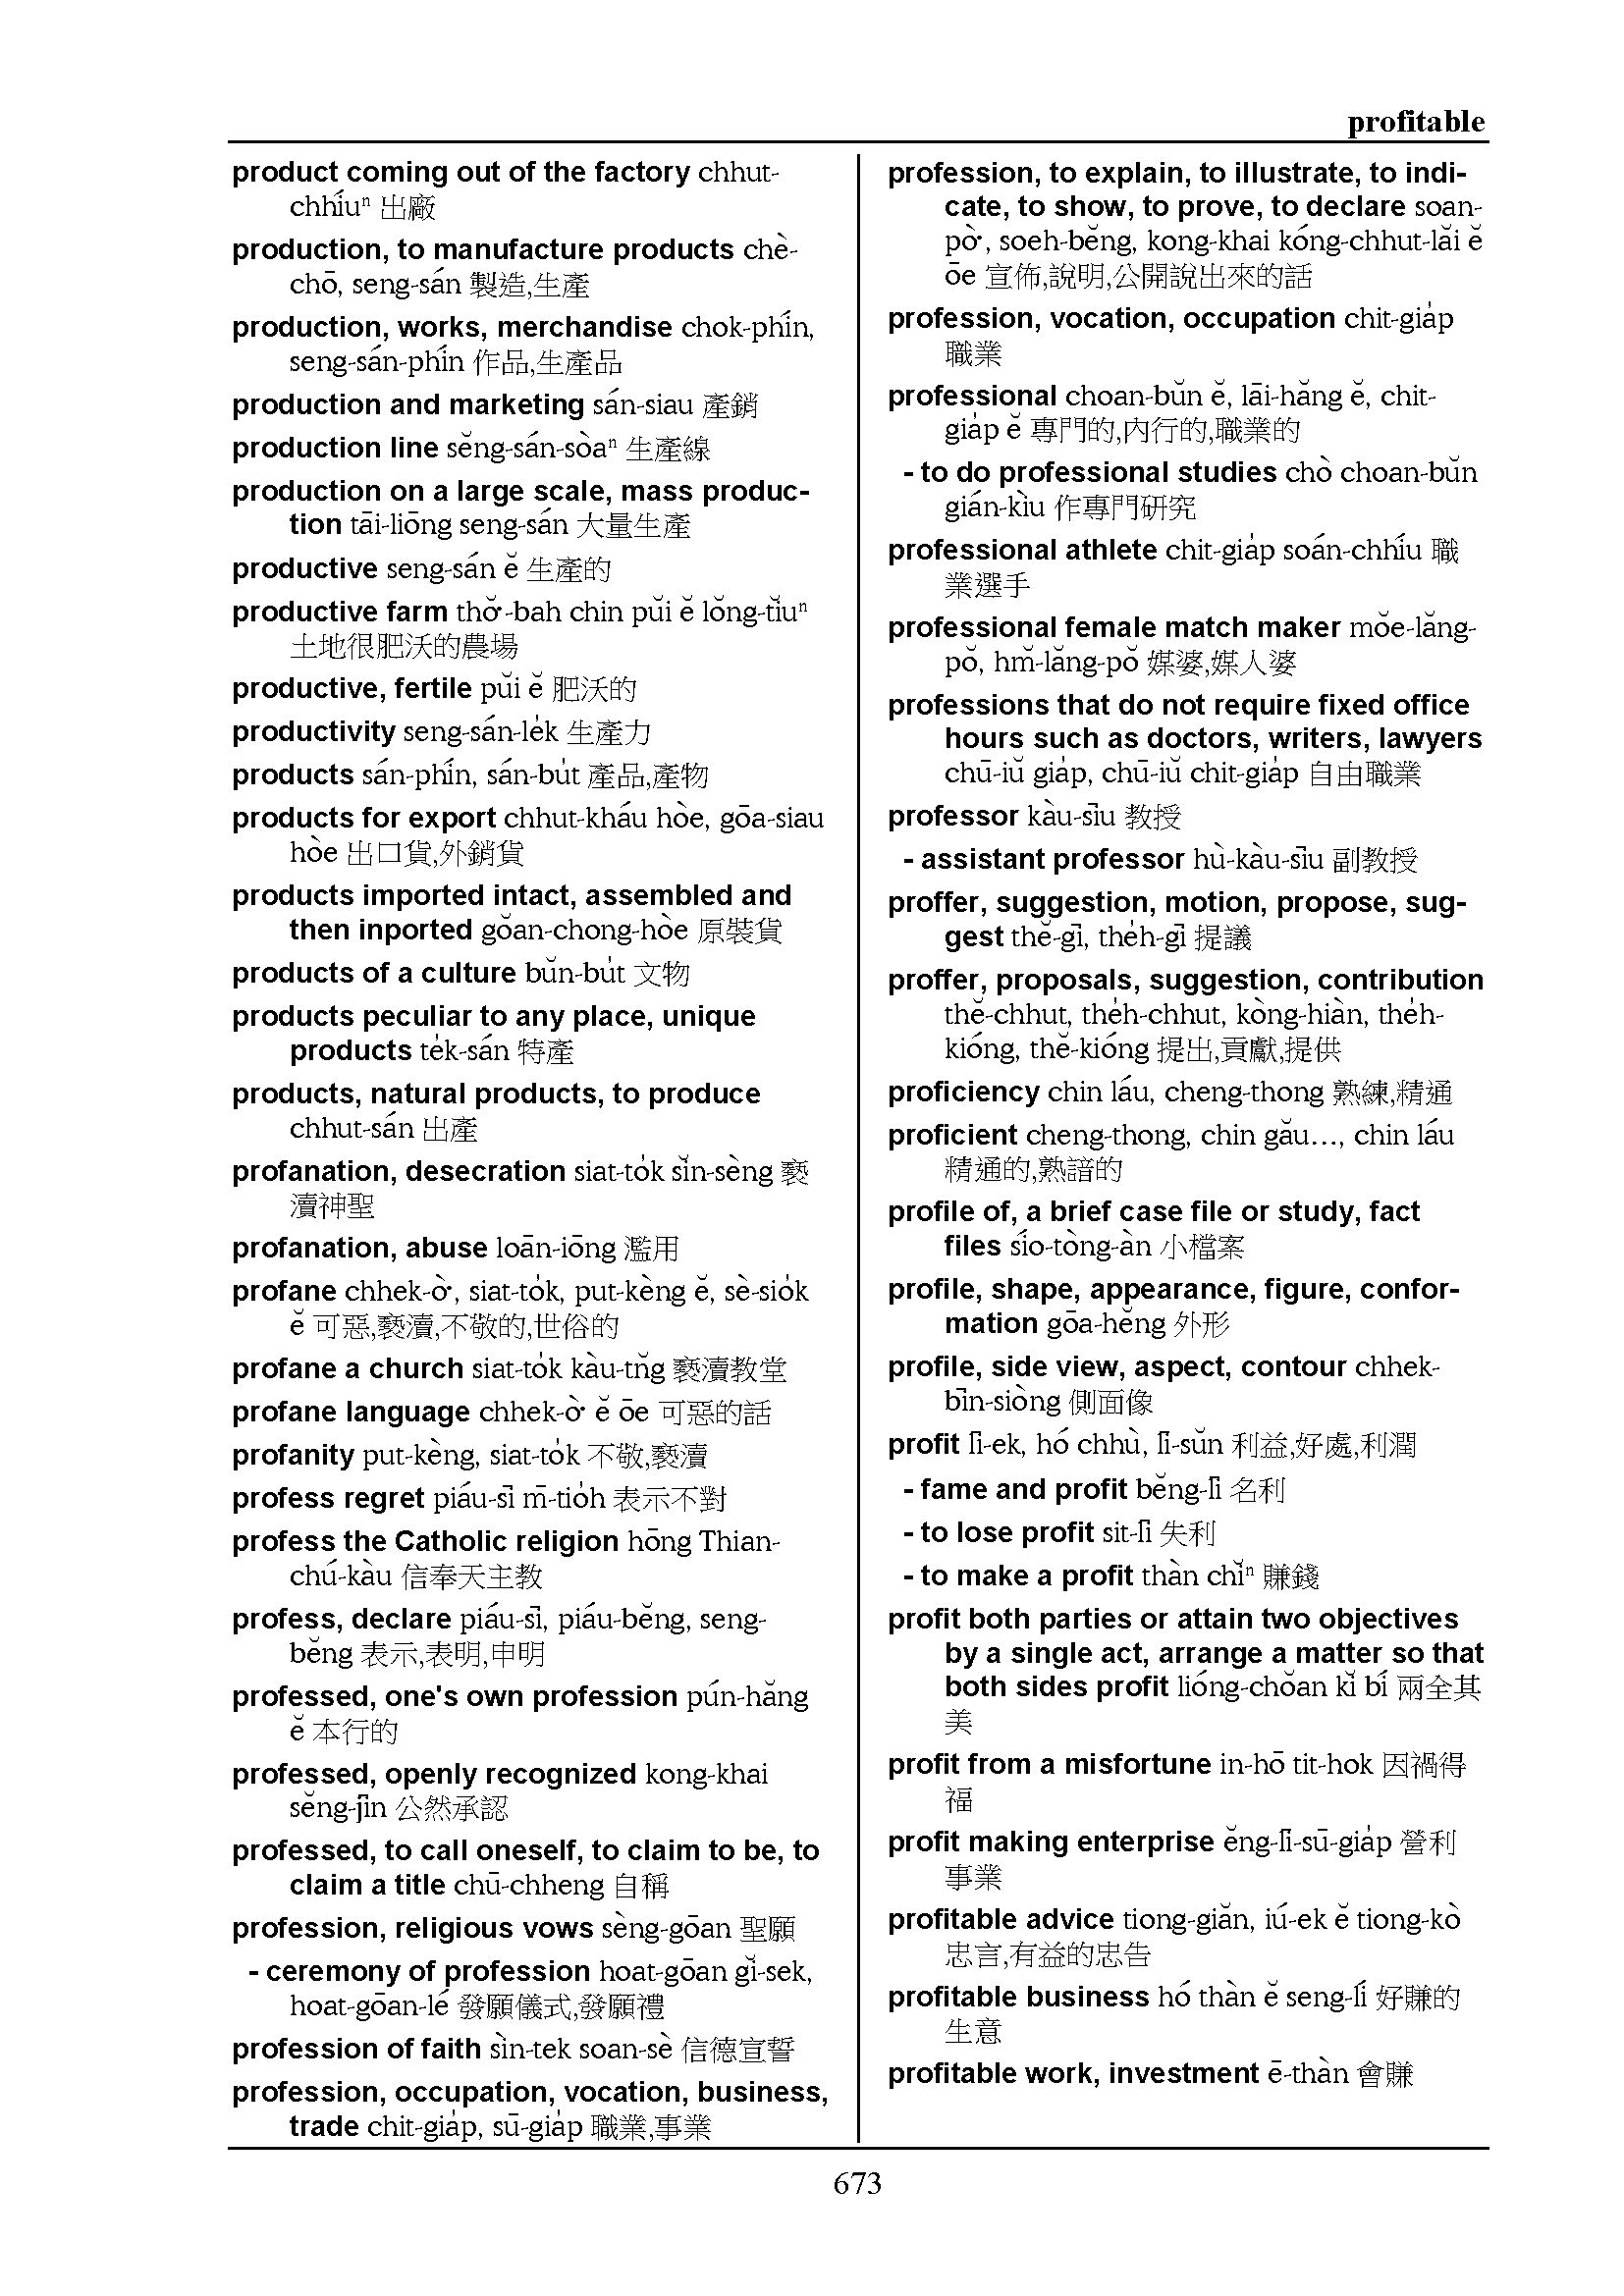 profitable
product coming out of the factory chhut-
chhíuⁿ 出廠
production, to manufacture products chè-
chō, seng-sán 製造,生產
production, works, merchandise chok-phín,
seng-sán-phín 作品,生產品
production and marketing sán-siau 產銷
production line sĕng-sán-sòaⁿ 生產線
production on a large scale, mass produc-
tion tāi-liōng seng-sán 大量生產
productive seng-sán ĕ 生產的
productive farm thŏ͘-bah chin pŭi ĕ lŏng-tĭuⁿ
土地很肥沃的農場
productive, fertile pŭi ĕ 肥沃的
productivity seng-sán-le̍k 生產力
products sán-phín, sán-bu̍t 產品,產物
products for export chhut-kháu hòe, gōa-siau
hòe 出口貨,外銷貨
products imported intact, assembled and
then inported gŏan-chong-hòe 原裝貨
products of a culture bŭn-bu̍t 文物
products peculiar to any place, unique
products te̍k-sán 特產
products, natural products, to produce
chhut-sán 出產
profanation, desecration siat-to̍k sĭn-sèng 褻
瀆神聖
profanation, abuse loān-iōng 濫用
profane chhek-ò͘, siat-to̍k, put-kèng ĕ, sè-sio̍k
ĕ 可惡,褻瀆,不敬的,世俗的
profane a church siat-to̍k kàu-tn̆g 褻瀆教堂
profane language chhek-ò͘ ĕ ōe 可惡的話
profanity put-kèng, siat-to̍k 不敬,褻瀆
profess regret piáu-sī m̄-tio̍h 表示不對
profess the Catholic religion hōng Thian-
chú-kàu 信奉天主教
profess, declare piáu-sī, piáu-bĕng, seng-
bĕng 表示,表明,申明
professed, one's own profession pún-hăng
ĕ 本行的
professed, openly recognized kong-khai
sĕng-jīn 公然承認
professed, to call oneself, to claim to be, to
claim a title chū-chheng 自稱
profession, religious vows sèng-gōan 聖願
- ceremony of profession hoat-gōan gĭ-sek,
hoat-gōan-lé 發願儀式,發願禮
profession of faith sìn-tek soan-sè 信德宣誓
profession, occupation, vocation, business,
trade chit-gia̍p, sū-gia̍p 職業,事業
profession, to explain, to illustrate, to indi-
cate, to show, to prove, to declare soan-
pò͘, soeh-bĕng, kong-khai kóng-chhut-lăi ĕ
ōe 宣佈,說明,公開說出來的話
profession, vocation, occupation chit-gia̍p
職業
professional choan-bŭn ĕ, lāi-hăng ĕ, chit-
gia̍p ĕ 專門的,內行的,職業的
- to do professional studies chò choan-bŭn
gián-kìu 作專門研究
professional athlete chit-gia̍p soán-chhíu 職
業選手
professional female match maker mŏe-lăng-
pŏ, hm̆-lăng-pŏ 媒婆,媒人婆
professions that do not require fixed office
hours such as doctors, writers, lawyers
chū-iŭ gia̍p, chū-iŭ chit-gia̍p 自由職業
professor kàu-sīu 教授
- assistant professor hù-kàu-sīu 副教授
proffer, suggestion, motion, propose, sug-
gest thĕ-gī, the̍h-gī 提議
proffer, proposals, suggestion, contribution
thĕ-chhut, the̍h-chhut, kòng-hiàn, the̍h-
kióng, thĕ-kióng 提出,貢獻,提供
proficiency chin láu, cheng-thong 熟練,精通
proficient cheng-thong, chin gău..., chin láu
精通的,熟諳的
profile of, a brief case file or study, fact
files sío-tòng-àn 小檔案
profile, shape, appearance, figure, confor-
mation gōa-hĕng 外形
profile, side view, aspect, contour chhek-
bīn-siòng 側面像
profit lī-ek, hó chhù, lī-sŭn 利益,好處,利潤
- fame and profit bĕng-lī 名利
- to lose profit sit-lī 失利
- to make a profit thàn chĭⁿ 賺錢
profit both parties or attain two objectives
by a single act, arrange a matter so that
both sides profit lióng-chŏan kĭ bí 兩全其
美
profit from a misfortune in-hō tit-hok 因禍得
福
profit making enterprise ĕng-lī-sū-gia̍p 營利
事業
profitable advice tiong-giăn, iú-ek ĕ tiong-kò
忠言,有益的忠告
profitable business hó thàn ĕ seng-lí 好賺的
生意
profitable work, investment ē-thàn 會賺
673